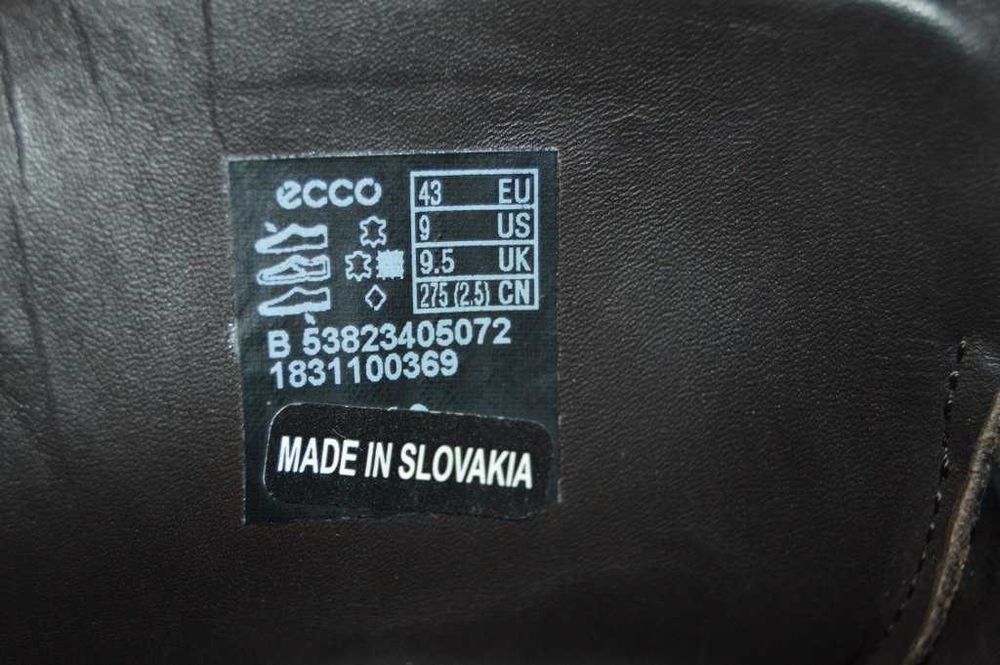 ecco
43 EU
9 US
9.5 UK
275 (2.5) CN
B 53823405072
1831100369
MADE IN SLOVAKIA